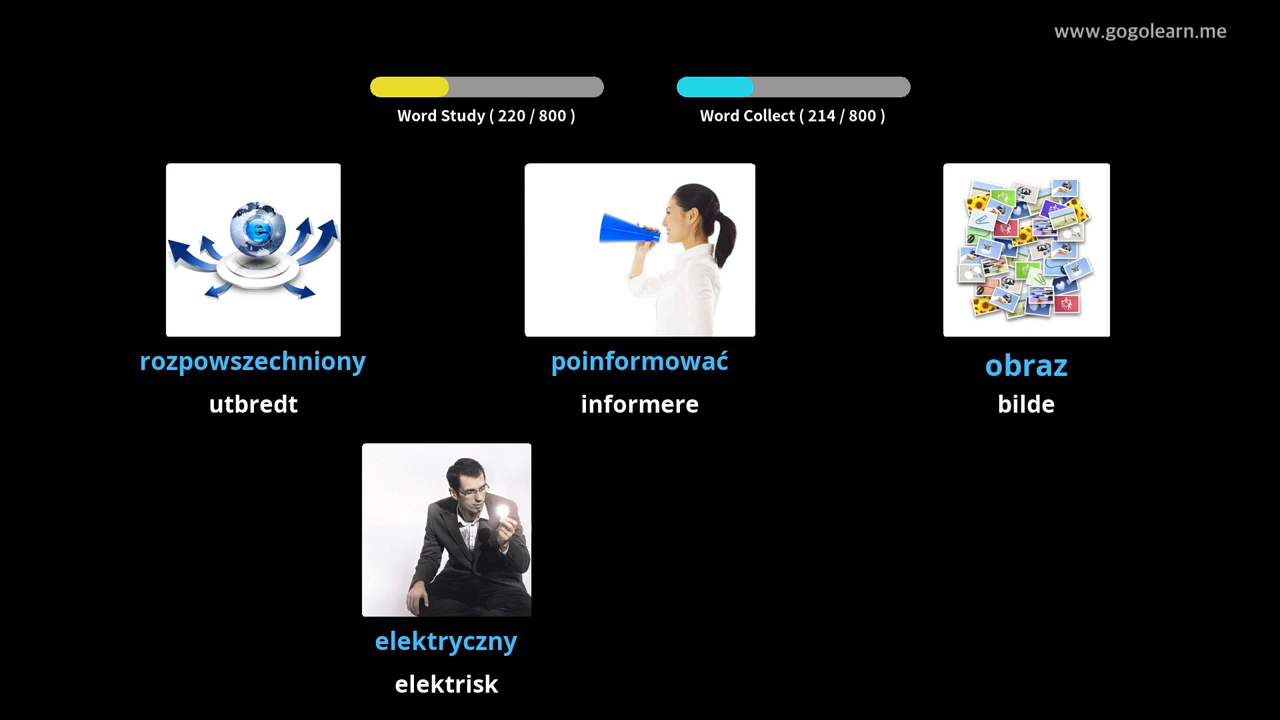 www.gogolearn.me
Word Study ( 220 / 800 )
Word Collect ( 214 / 800 )
rozpowszechniony
poinformować
obraz
utbredt
informere
bilde
elektryczny
elektrisk